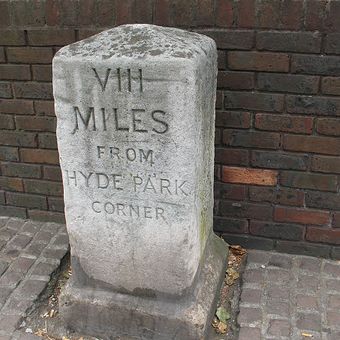 VIII
MILES
FROM
HYDE PARK
CORNER